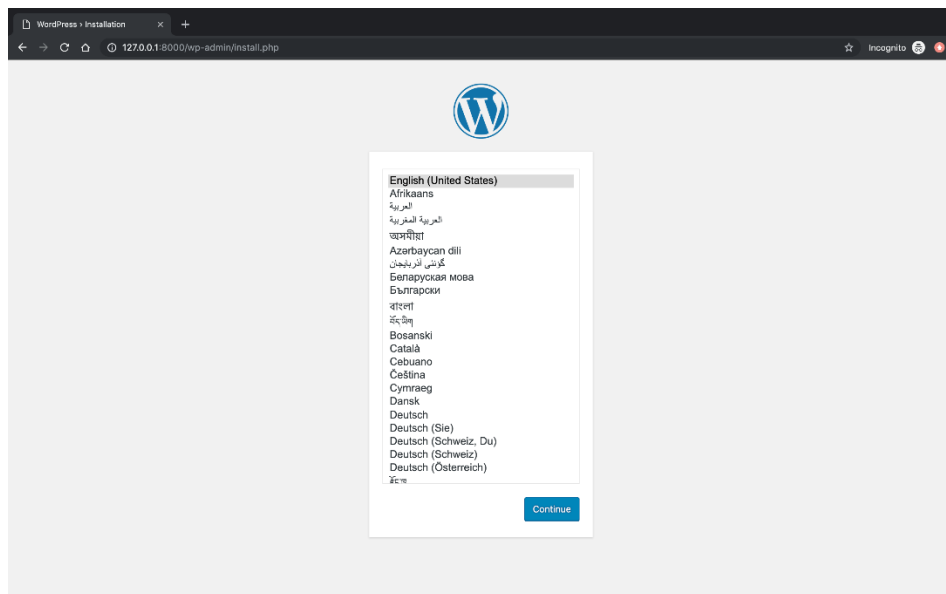 WordPress › Installation
127.0.0.1:8000/wp-admin/install.php
Incognito
English (United States)
Afrikaans
العربية
العربية المغربية
অসমীয়া
Azərbaycan dili
گؤنئی آذربایجان
Беларуская мова
Български
বাংলা
བོད་ཡིག
Bosanski
Català
Cebuano
Čeština
Cymraeg
Dansk
Deutsch
Deutsch (Sie)
Deutsch (Schweiz, Du)
Deutsch (Schweiz)
Deutsch (Österreich)
Continue